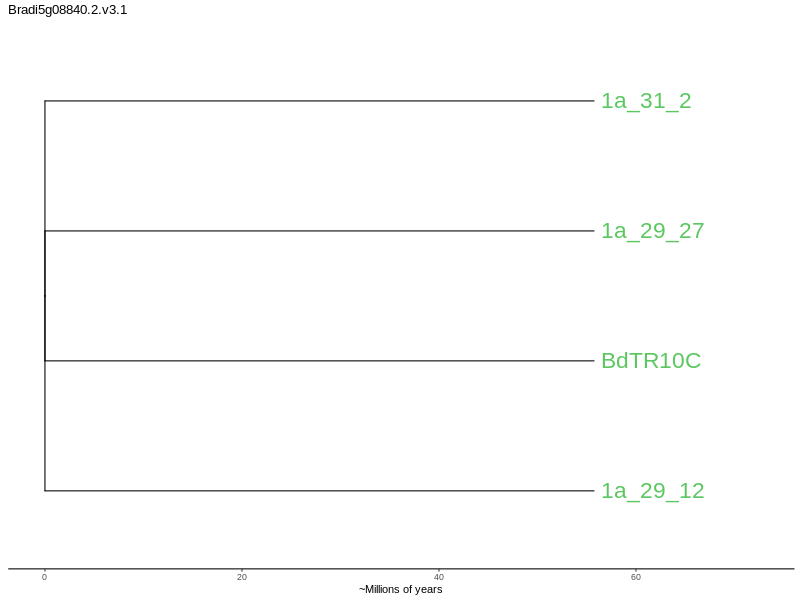 Bradi5g08840.2.v3.1
1a_31_2
1a_29_27
BdTR10C
1a_29_12
0 20 40 60
~Millions of years